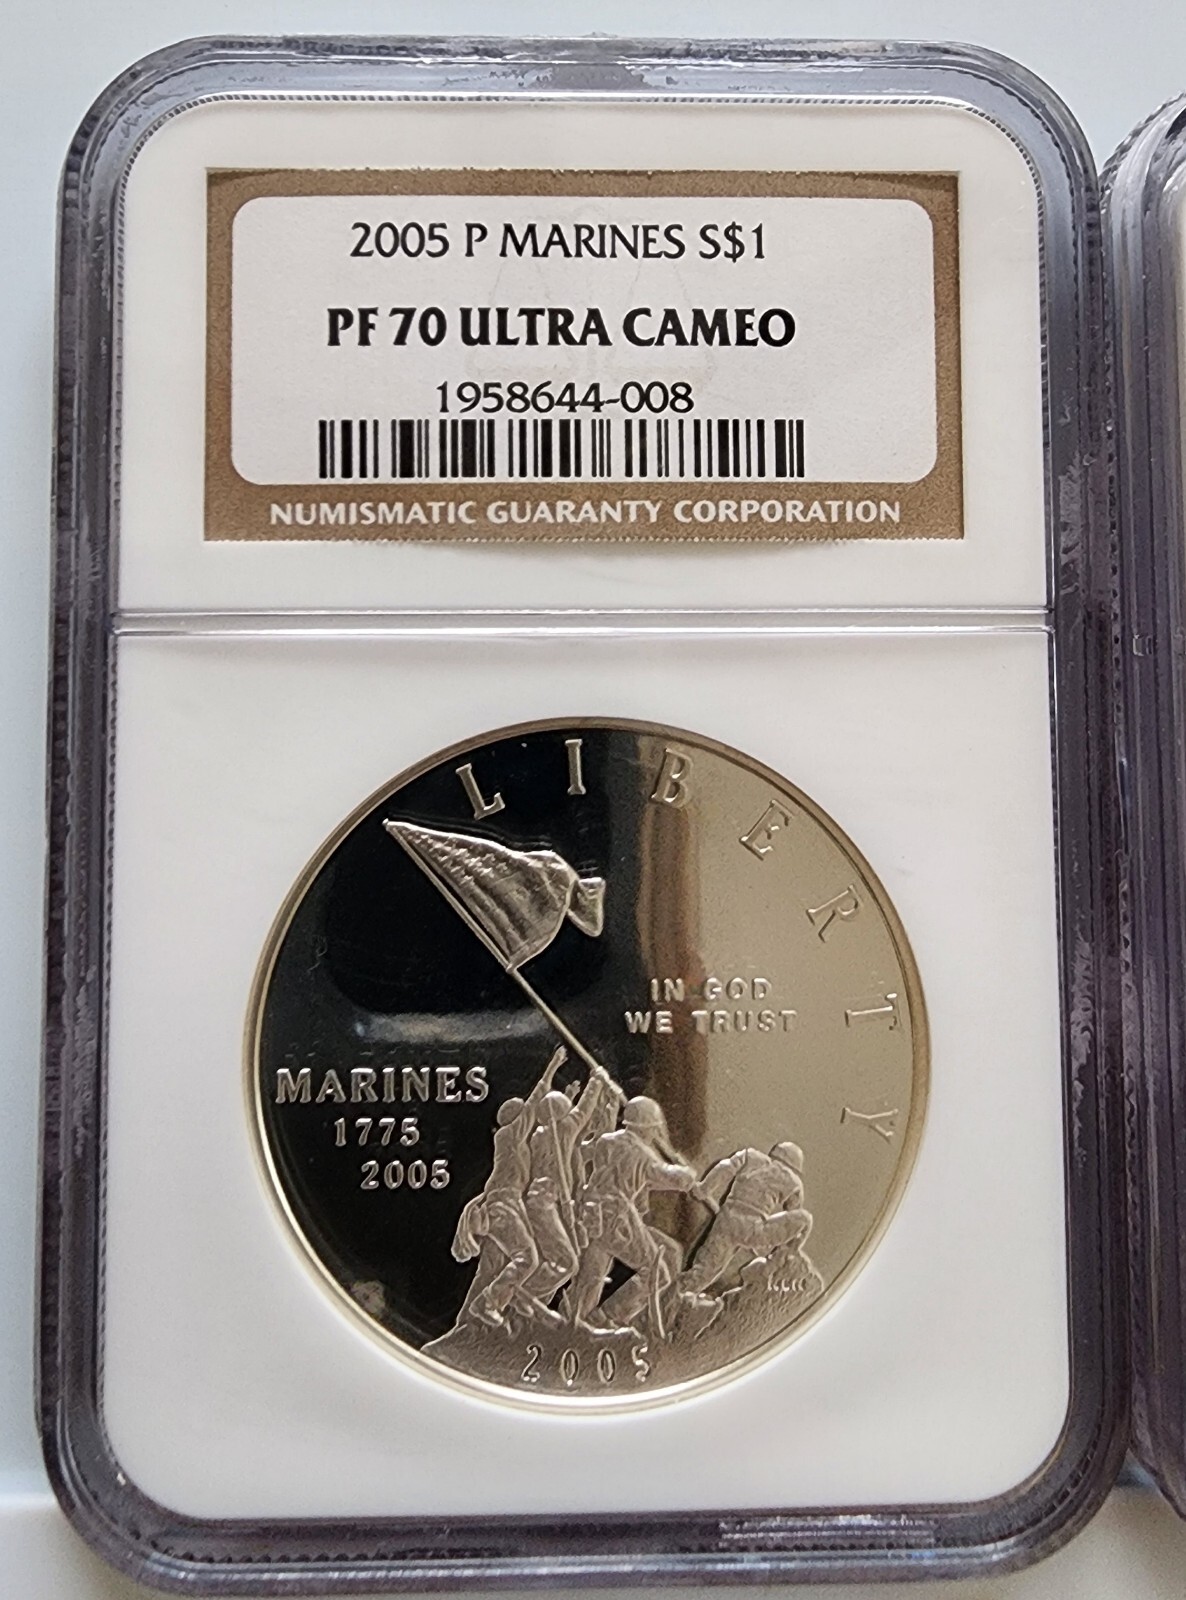 2005 P MARINES S$1
PF 70 ULTRA CAMEO
1958644-008
NUMISMATIC GUARANTY CORPORATION
LIBERTY
IN GOD
WE TRUST
MARINES
1775
2005
2005